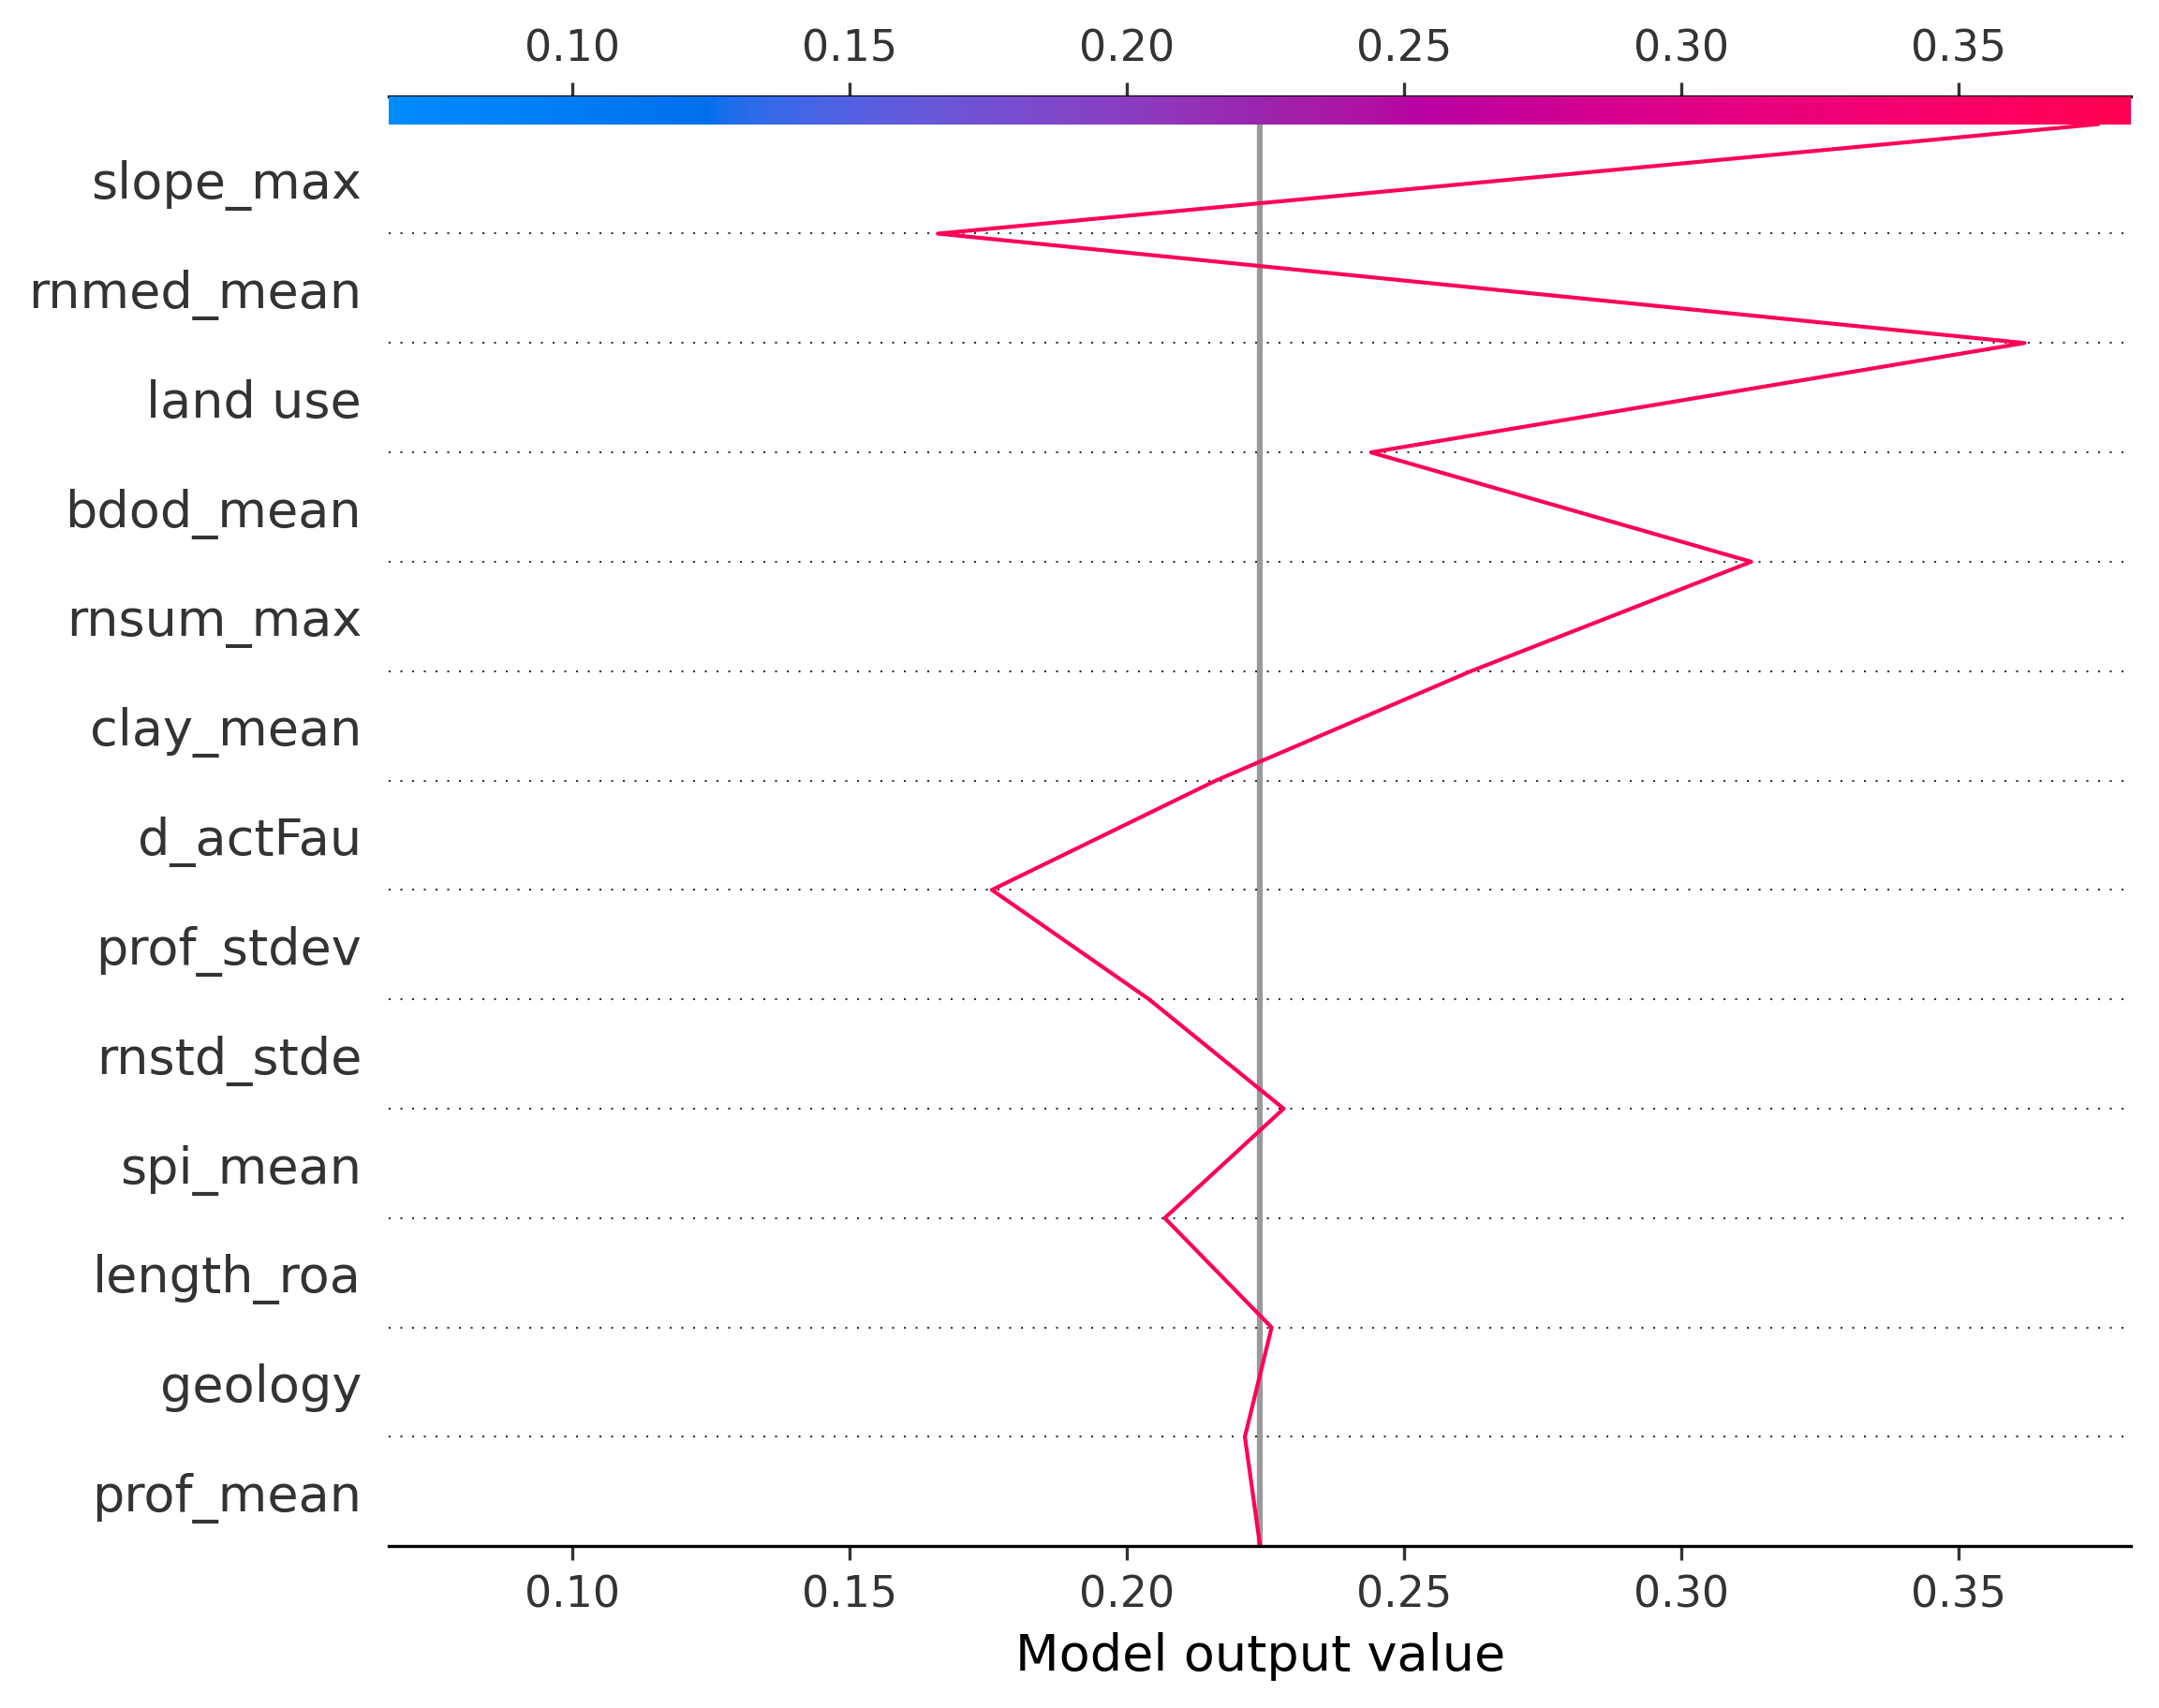 0.10 0.15 0.20 0.25 0.30 0.35
slope_max
rnmed_mean
land use
bdod_mean
rnsum_max
clay_mean
d_actFau
prof_stdev
rnstd_stde
spi_mean
length_roa
geology
prof_mean
0.10 0.15 0.20 0.25 0.30 0.35
Model output value